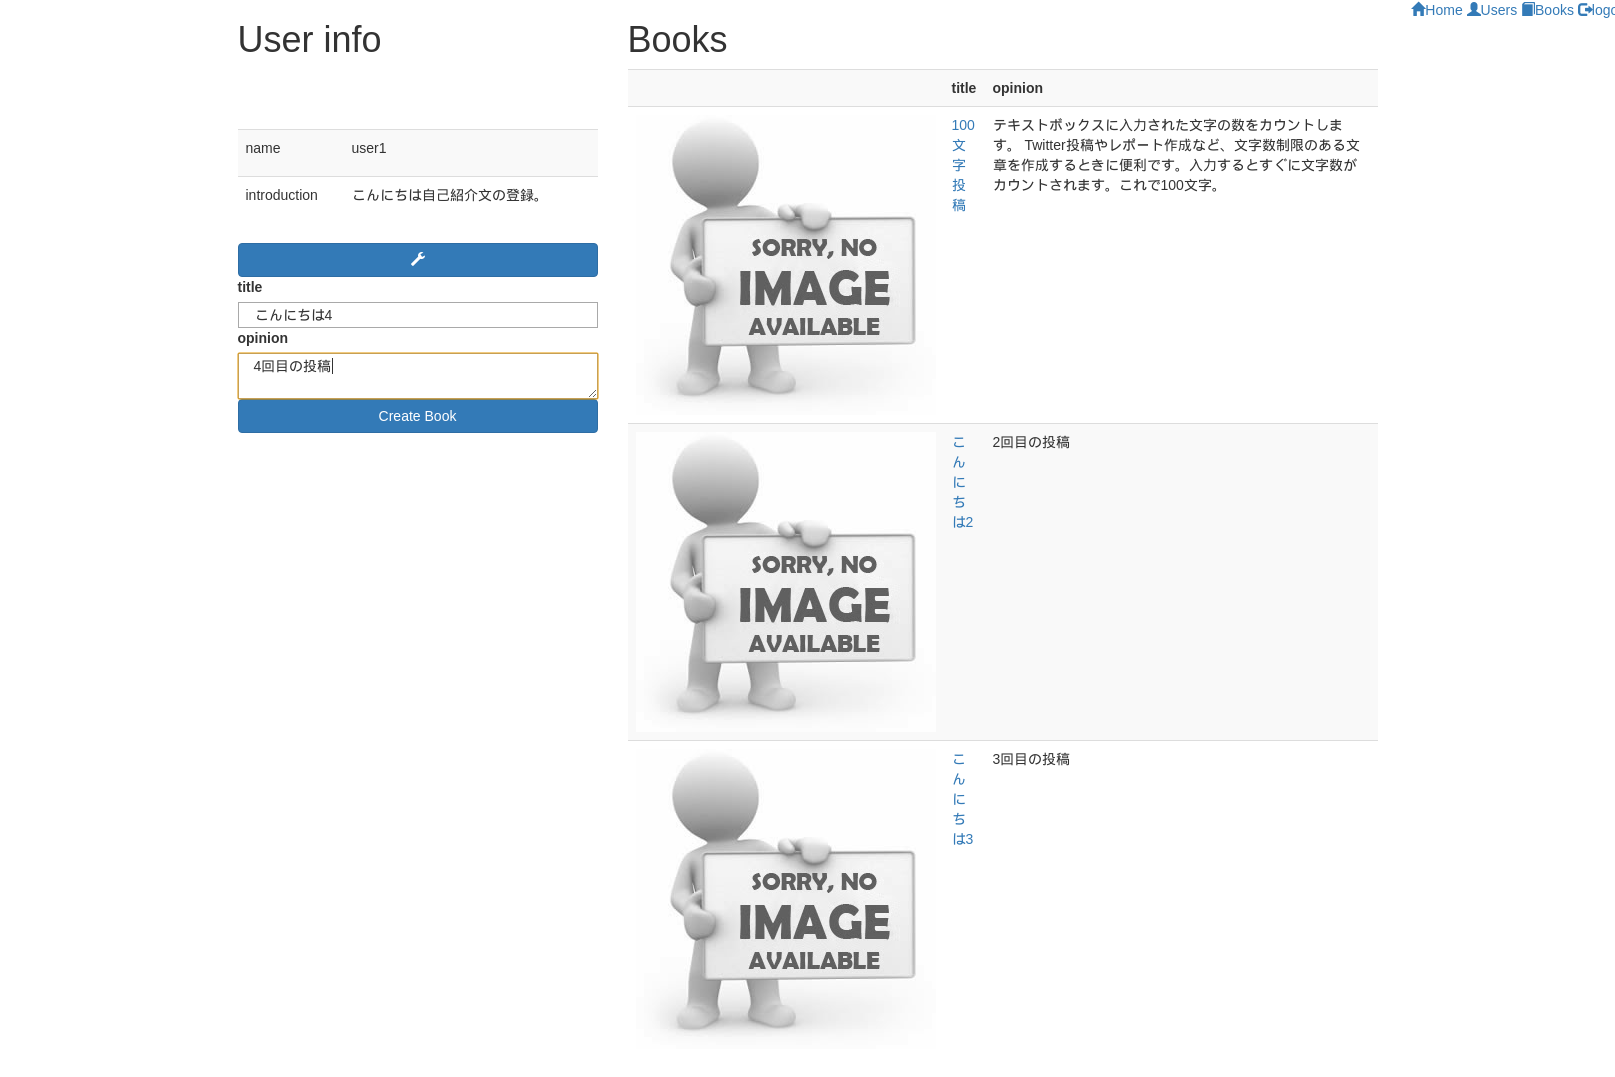 Home Users Books logo
User info
name user1
introduction こんにちは自己紹介文の登録。
title
こんにちは4
opinion
4回目の投稿
Create Book
Books
title opinion
100
文
字
投
稿
テキストボックスに入力された文字の数をカウントしま
す。 Twitter投稿やレポート作成など、文字数制限のある文
章を作成するときに便利です。入力するとすぐに文字数が
カウントされます。これで100文字。
SORRY, NO
IMAGE
AVAILABLE
こ
ん
に
ち
は2
2回目の投稿
SORRY, NO
IMAGE
AVAILABLE
こ
ん
に
ち
は3
3回目の投稿
SORRY, NO
IMAGE
AVAILABLE